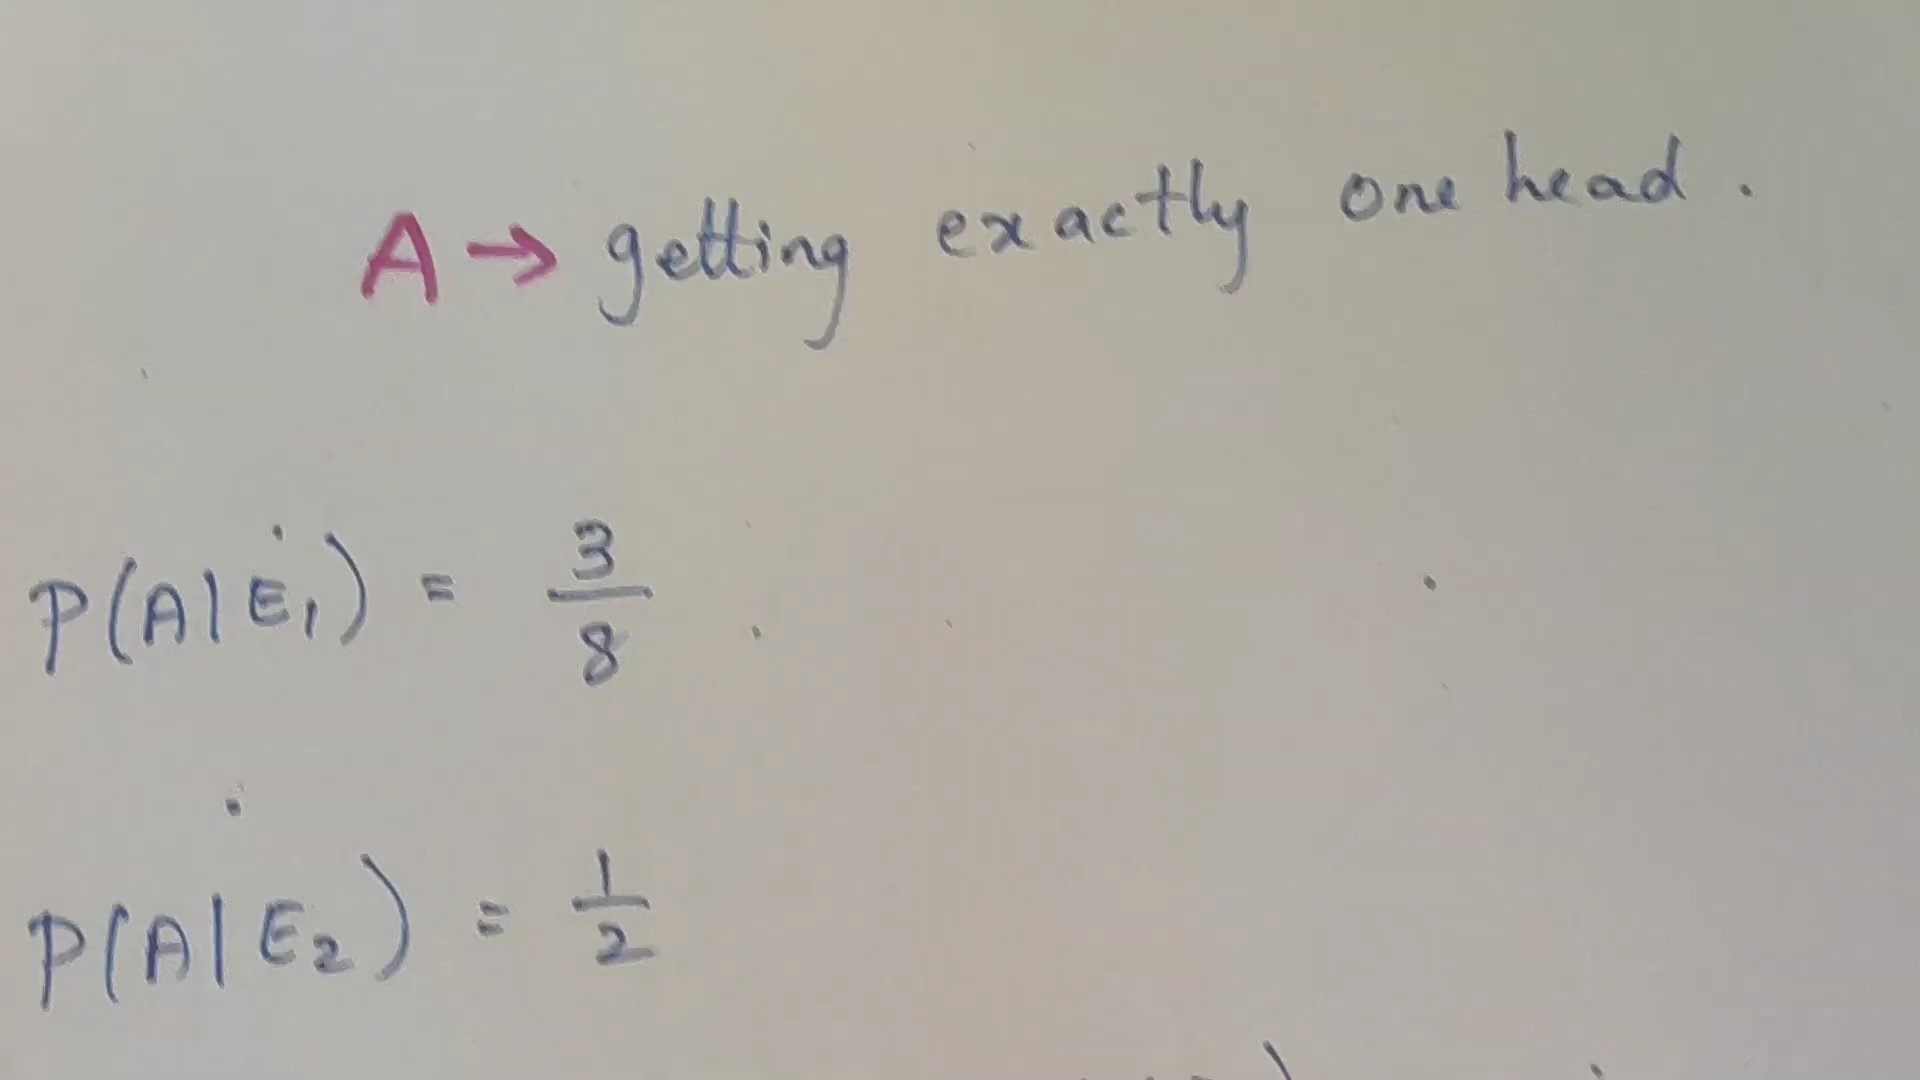 A → getting exactly one head.
P(A|E₁) = 3/8
P(A|E₂) = 1/2